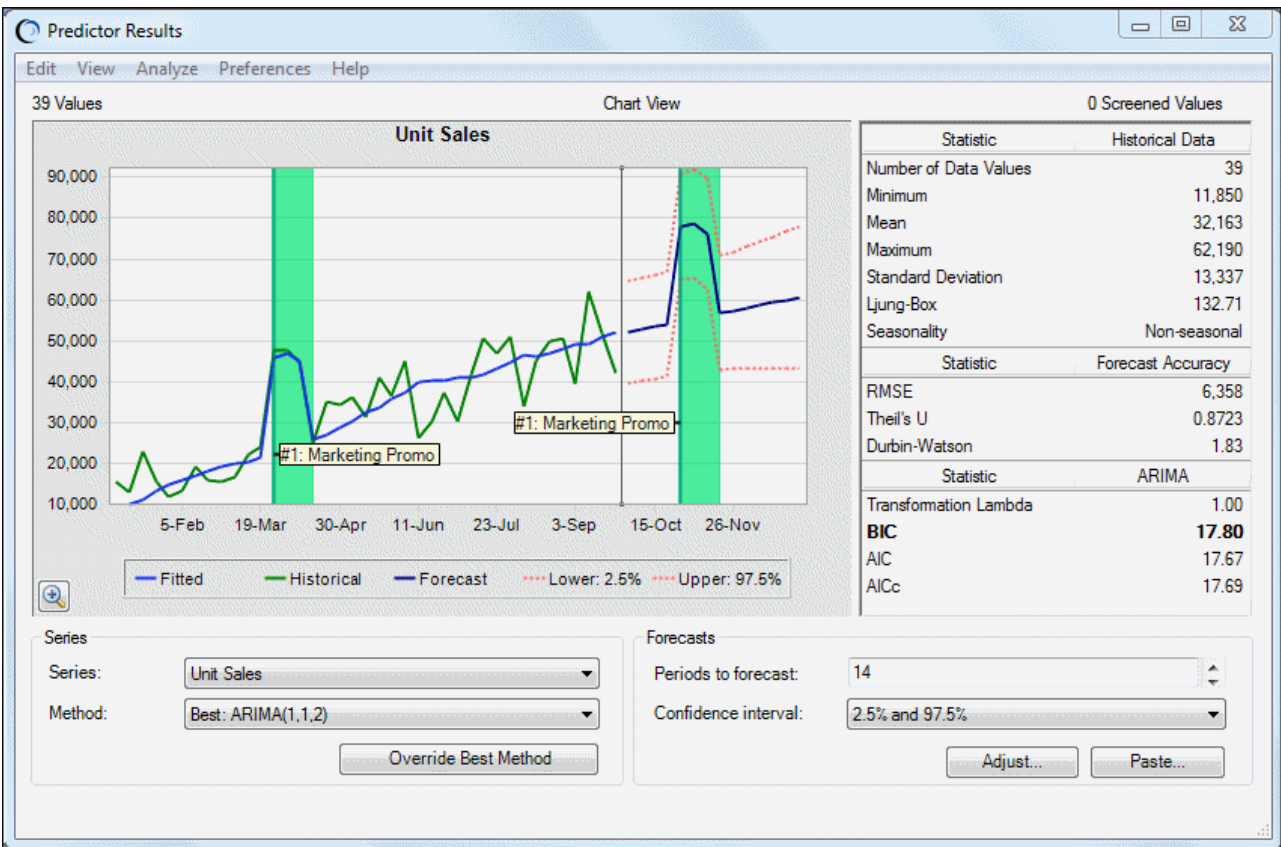 Predictor Results
Edit View Analyze Preferences Help
39 Values Chart View 0 Screened Values
Unit Sales
90,000
80,000
70,000
60,000
50,000
40,000
30,000
20,000
10,000
#1: Marketing Promo
#1: Marketing Promo
5-Feb 19-Mar 30-Apr 11-Jun 23-Jul 3-Sep 15-Oct 26-Nov
Fitted Historical Forecast Lower: 2.5% Upper: 97.5%
Statistic Historical Data
Number of Data Values 39
Minimum 11,850
Mean 32,163
Maximum 62,190
Standard Deviation 13,337
Ljung-Box 132.71
Seasonality Non-seasonal
Statistic Forecast Accuracy
RMSE 6,358
Theil's U 0.8723
Durbin-Watson 1.83
Statistic ARIMA
Transformation Lambda 1.00
BIC 17.80
AIC 17.67
AICc 17.69
Series
Series: Unit Sales
Method: Best: ARIMA(1,1,2)
Override Best Method
Forecasts
Periods to forecast: 14
Confidence interval: 2.5% and 97.5%
Adjust... Paste...